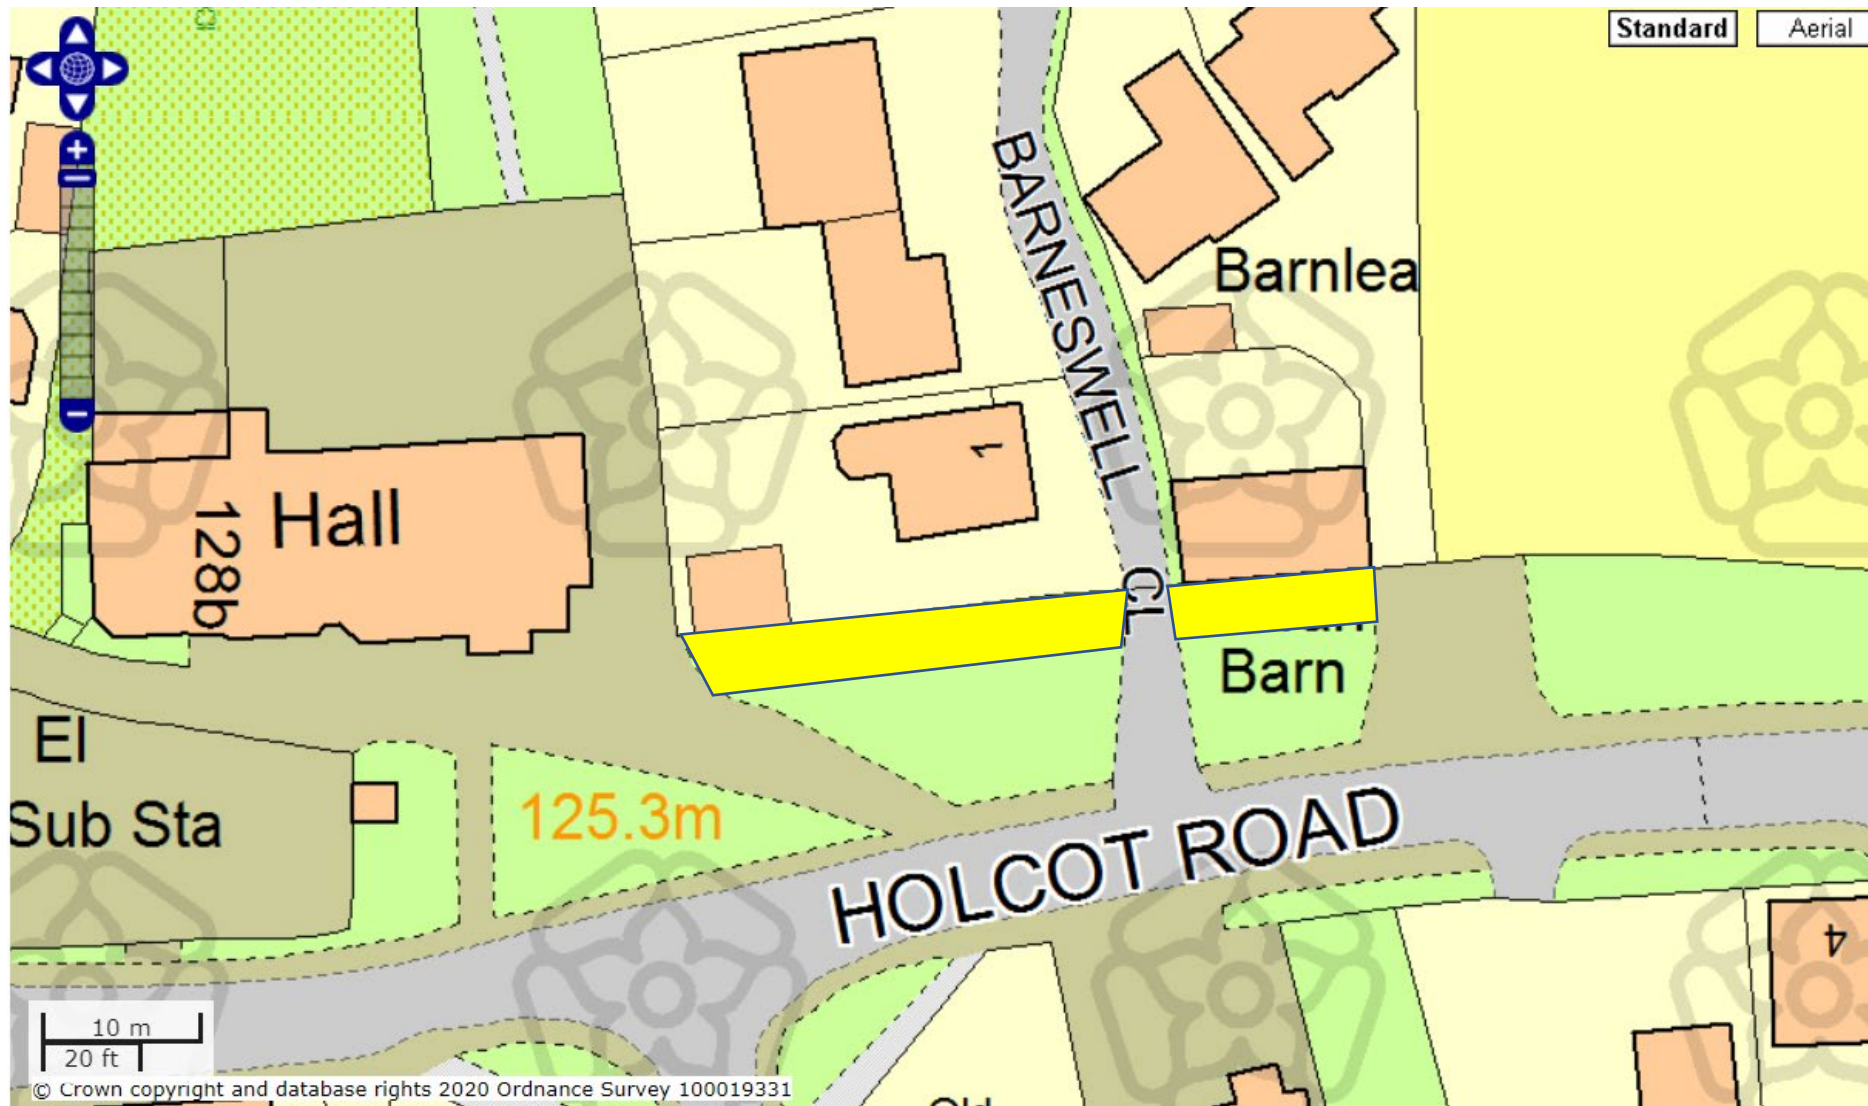 Standard
Aerial
BARNESWELL CL
Barnlea
1
Hall
128b
Barn
El
Sub Sta
125.3m
HOLCOT ROAD
4
10 m
20 ft
© Crown copyright and database rights 2020 Ordnance Survey 100019331